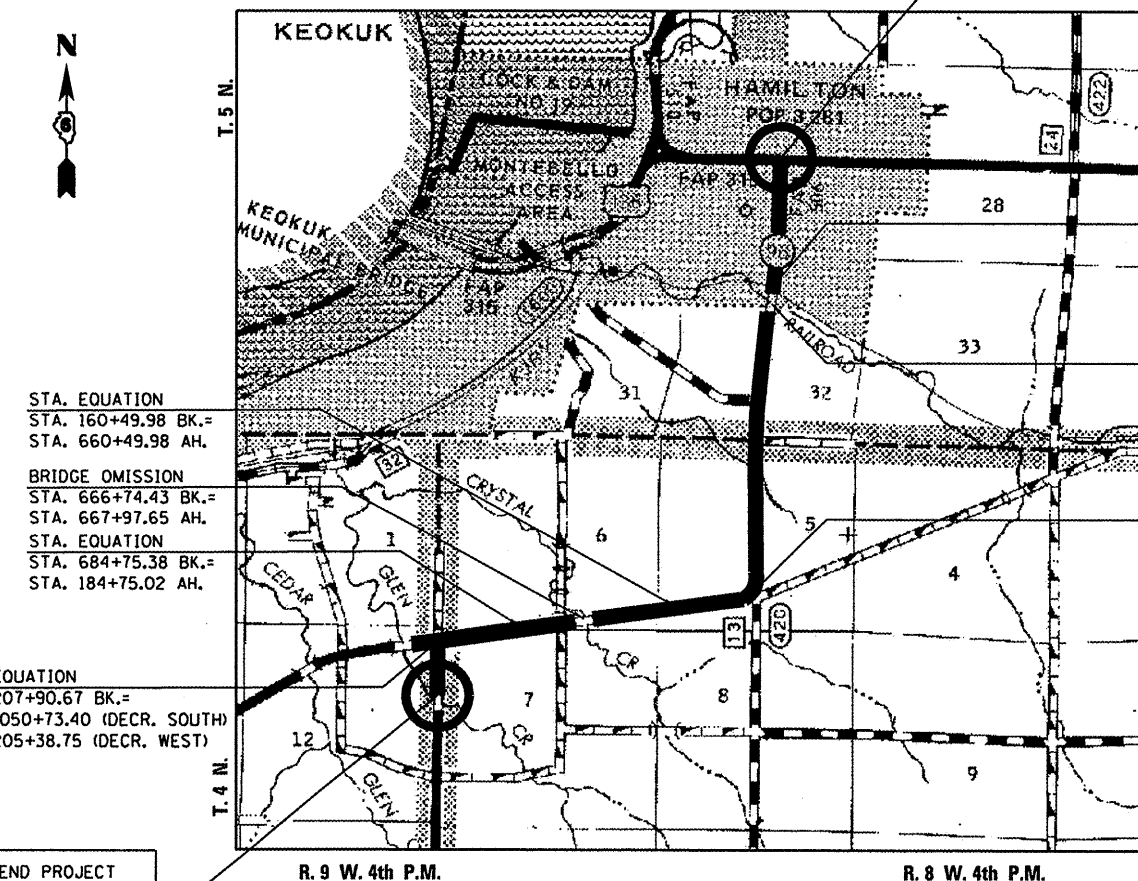 N
6
T. 5 N.
KEOKUK
LOCK & DAM
NO. 19
HAMILTON
POP. 3281
422
24
MONTEBELLO
ACCESS
AREA
FAP 315
6
28
KEOKUK
MUNICIPAL BRIDGE
FAP
315
RAILROAD
33
31
32
STA. EQUATION
STA. 160+49.98 BK.=
STA. 660+49.98 AH.
32
BRIDGE OMISSION
STA. 666+74.43 BK.=
STA. 667+97.65 AH.
CRYSTAL
STA. EQUATION
STA. 684+75.38 BK.=
STA. 184+75.02 AH.
1
6
5
4
CEDAR
GLEN
13
420
CR
EQUATION
207+90.67 BK.=
050+73.40 (DECR. SOUTH)
205+38.75 (DECR. WEST)
7
8
CR
12
9
GLEN
T. 4 N.
END PROJECT
R. 9 W. 4th P.M.
R. 8 W. 4th P.M.